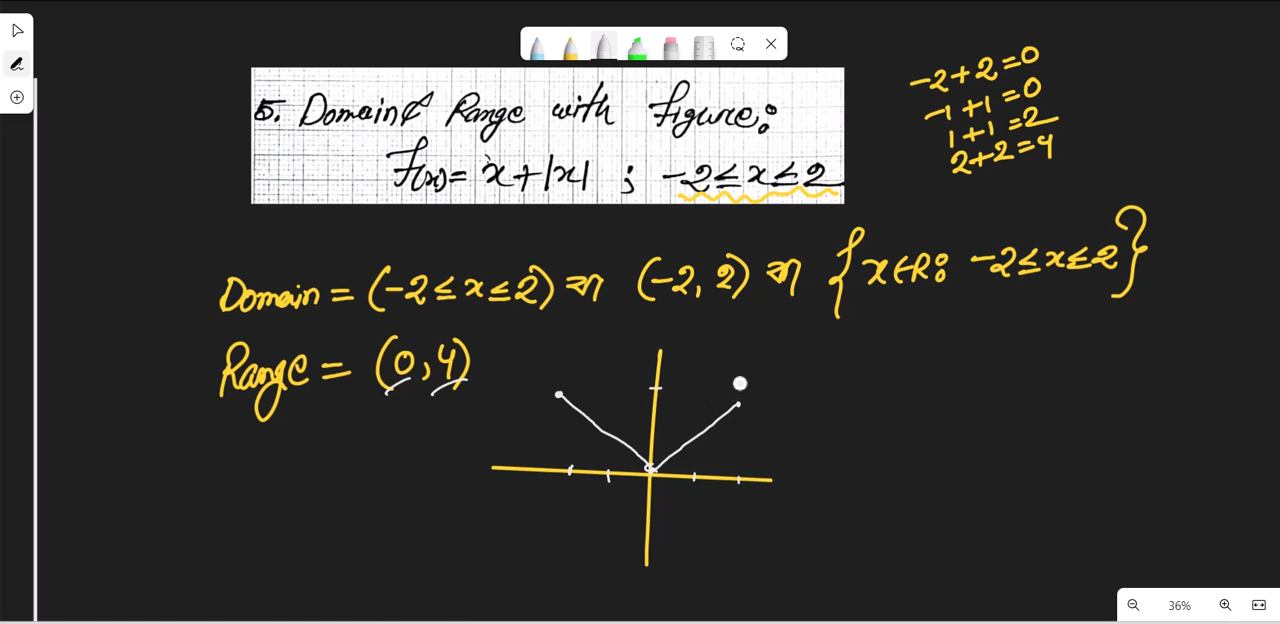 5. Domain & Range with figure:
f(x) = x+|x| ; -2≤x≤2
-2+2=0
-1+1=0
1+1=2
2+2=4
Domain = (-2≤x≤2) ⇒ (-2, 2) ⇒ {x∈R: -2≤x≤2}
Range = (0,4)
36%